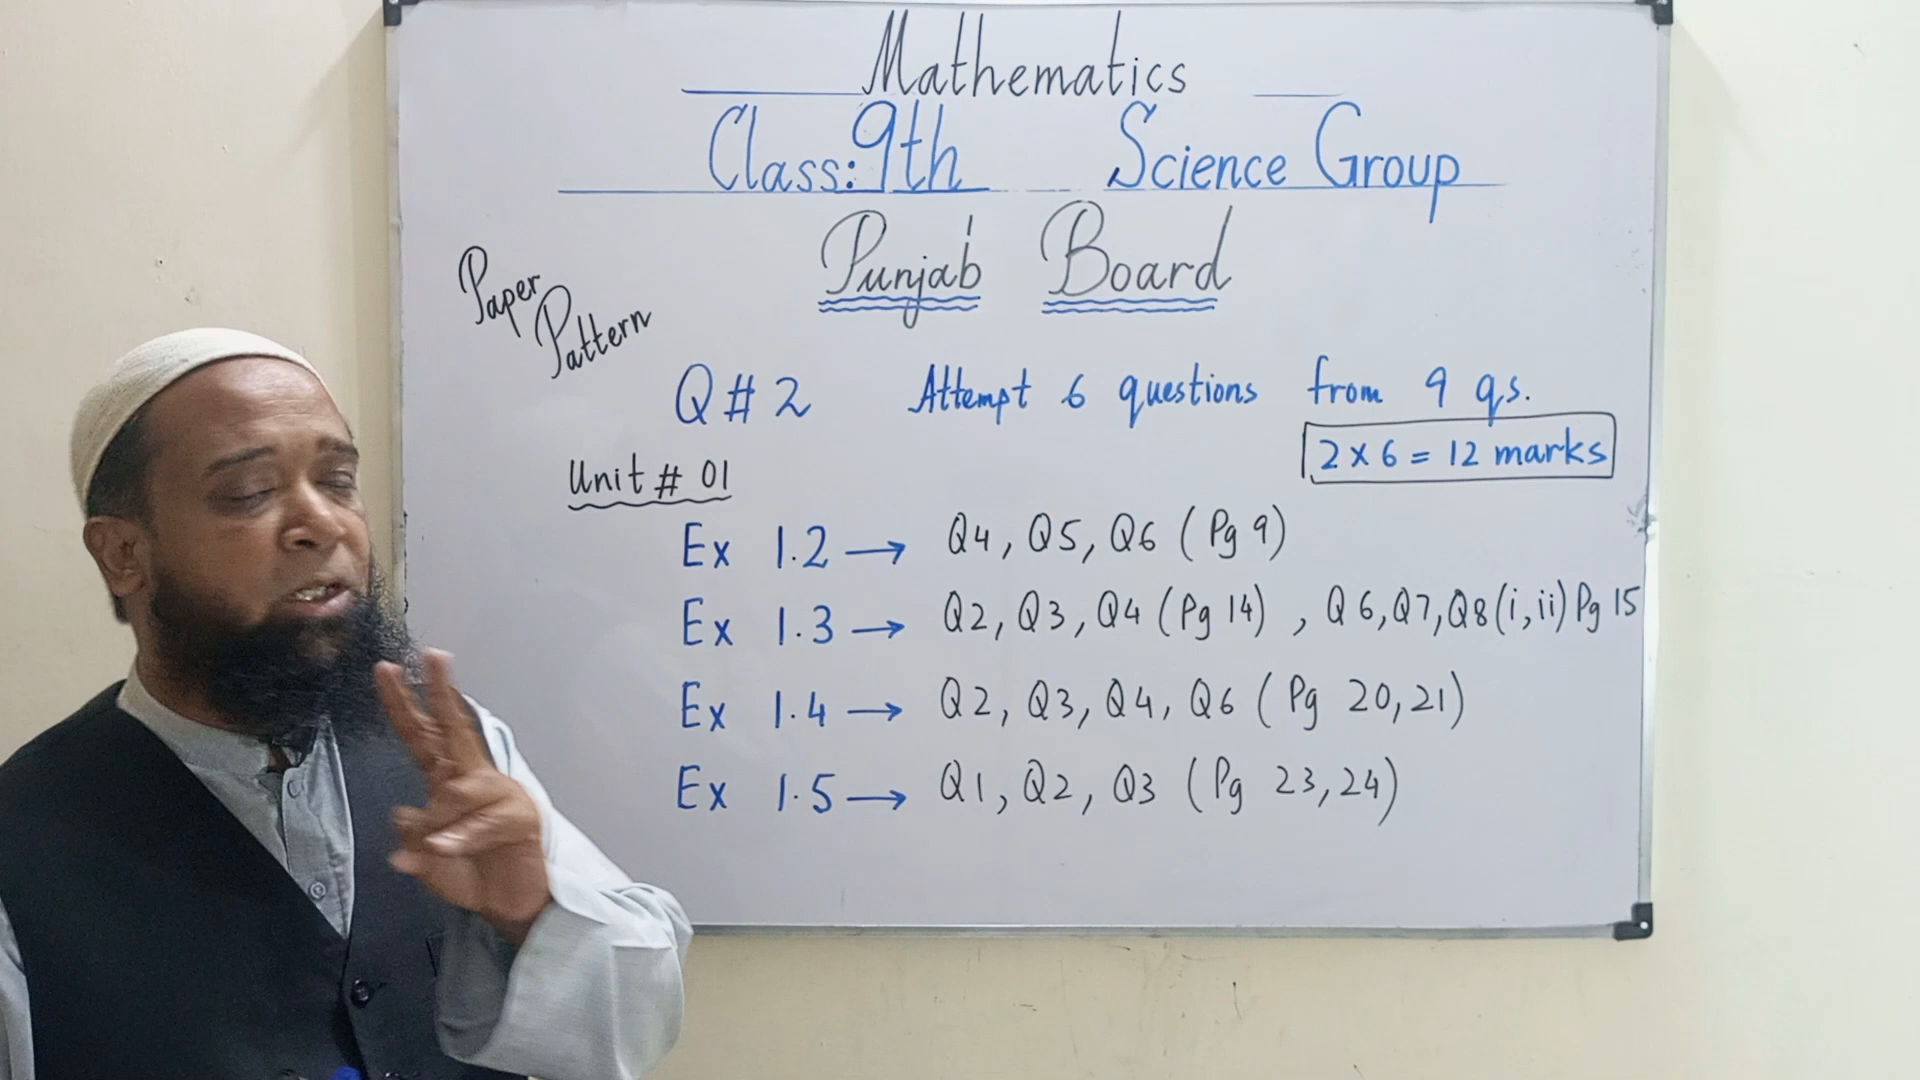 Mathematics
Class: 9th Science Group
Punjab Board
Paper
Pattern
Q # 2 Attempt 6 questions from 9 qs.
2 x 6 = 12 marks
Unit # 01
Ex 1.2 → Q4, Q5, Q6 (Pg 9)
Ex 1.3 → Q2, Q3, Q4 (Pg 14), Q6, Q7, Q8 (i, ii) Pg 15
Ex 1.4 → Q2, Q3, Q4, Q6 (Pg 20, 21)
Ex 1.5 → Q1, Q2, Q3 (Pg 23, 24)